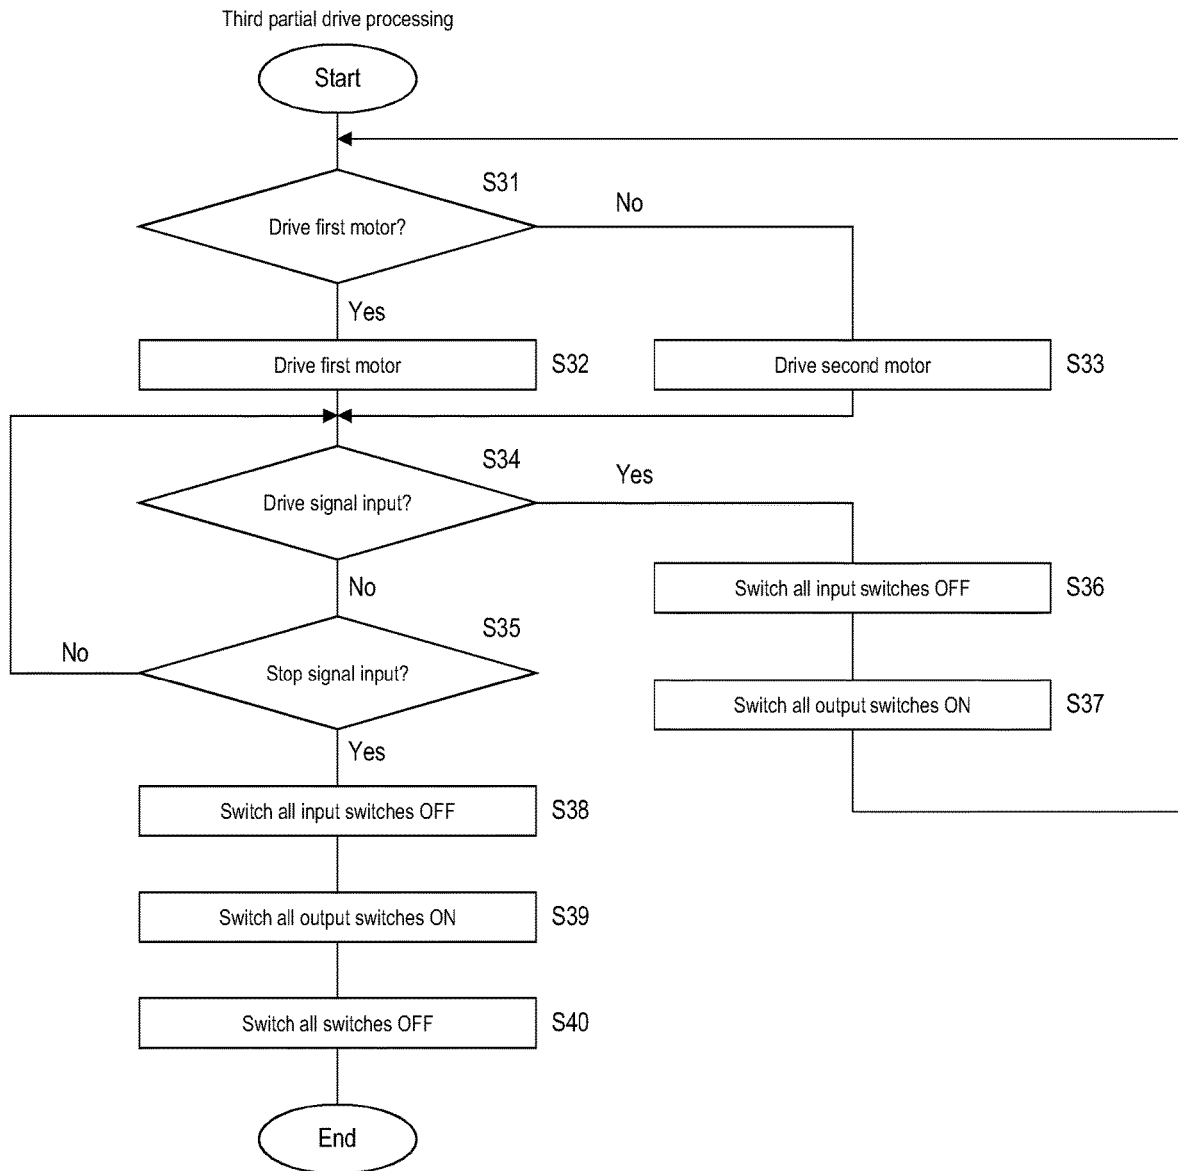 Third partial drive processing
Start
S31
Drive first motor?
No
Yes
Drive first motor
S32
Drive second motor
S33
S34
Drive signal input?
Yes
No
Switch all input switches OFF
S36
S35
Stop signal input?
No
Switch all output switches ON
S37
Yes
Switch all input switches OFF
S38
Switch all output switches ON
S39
Switch all switches OFF
S40
End